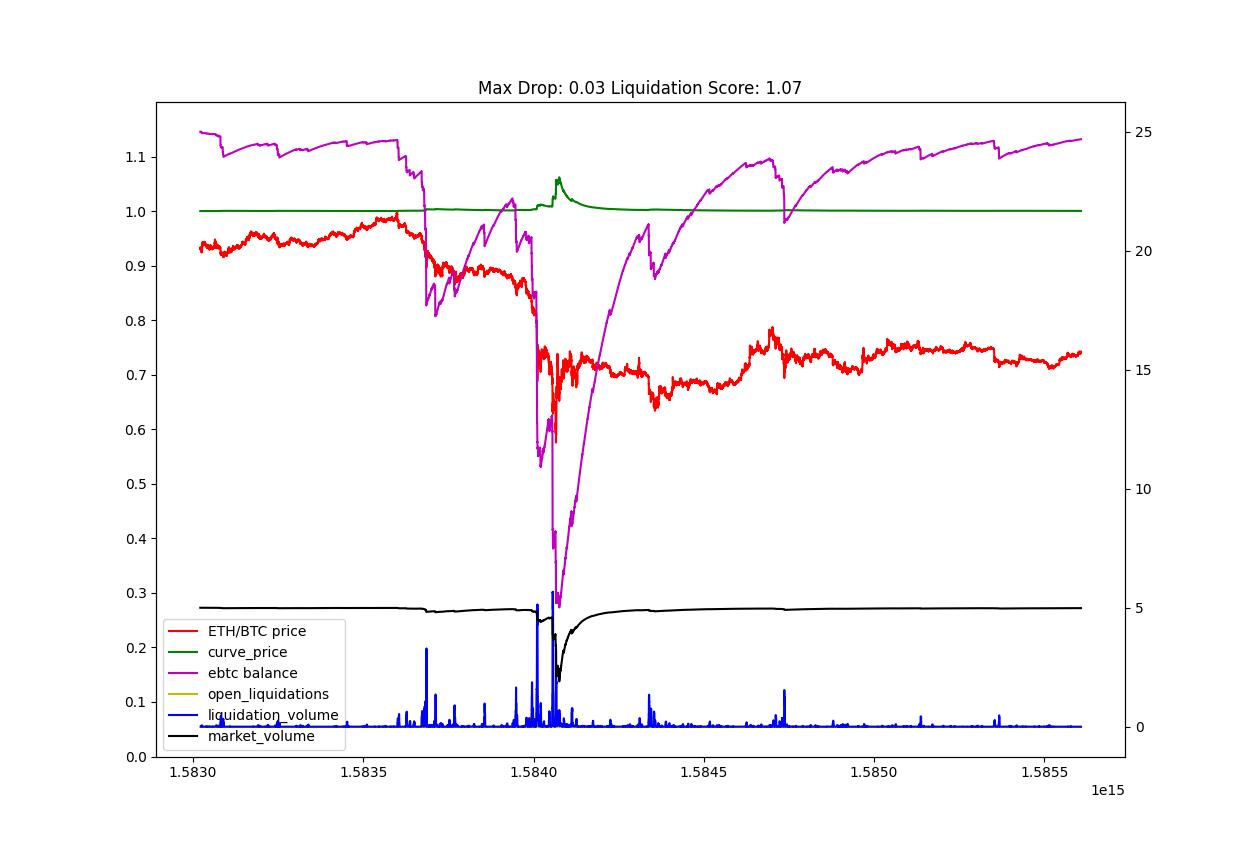 Max Drop: 0.03 Liquidation Score: 1.07
1.1
1.0
0.9
0.8
0.7
0.6
0.5
0.4
0.3
0.2
0.1
0.0
25
20
15
10
5
0
ETH/BTC price
curve_price
ebtc balance
open_liquidations
liquidation_volume
market_volume
1.5830 1.5835 1.5840 1.5845 1.5850 1.5855
1e15